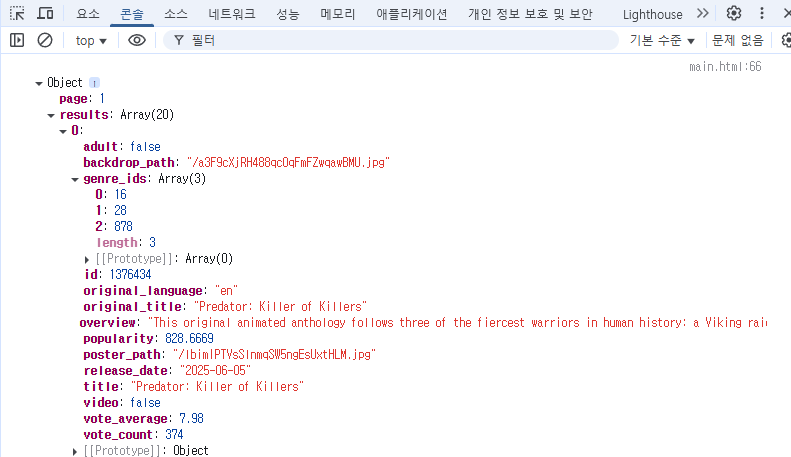 요소 콘솔 소스 네트워크 성능 메모리 애플리케이션 개인 정보 보호 및 보안 Lighthouse
top 필터 기본 수준 문제 없음
main.html:66
Object i
page: 1
results: Array(20)
0:
adult: false
backdrop_path: "/a3F9cXjRH488qcOqFmFZwqawBMU.jpg"
genre_ids: Array(3)
0: 16
1: 28
2: 878
length: 3
[[Prototype]]: Array(0)
id: 1376434
original_language: "en"
original_title: "Predator: Killer of Killers"
overview: "This original animated anthology follows three of the fiercest warriors in human history: a Viking raid
popularity: 828.6669
poster_path: "/lbimIPTVsSlnmqSW5ngEsUxtHLM.jpg"
release_date: "2025-06-05"
title: "Predator: Killer of Killers"
video: false
vote_average: 7.98
vote_count: 374
[[Prototype]]: Object